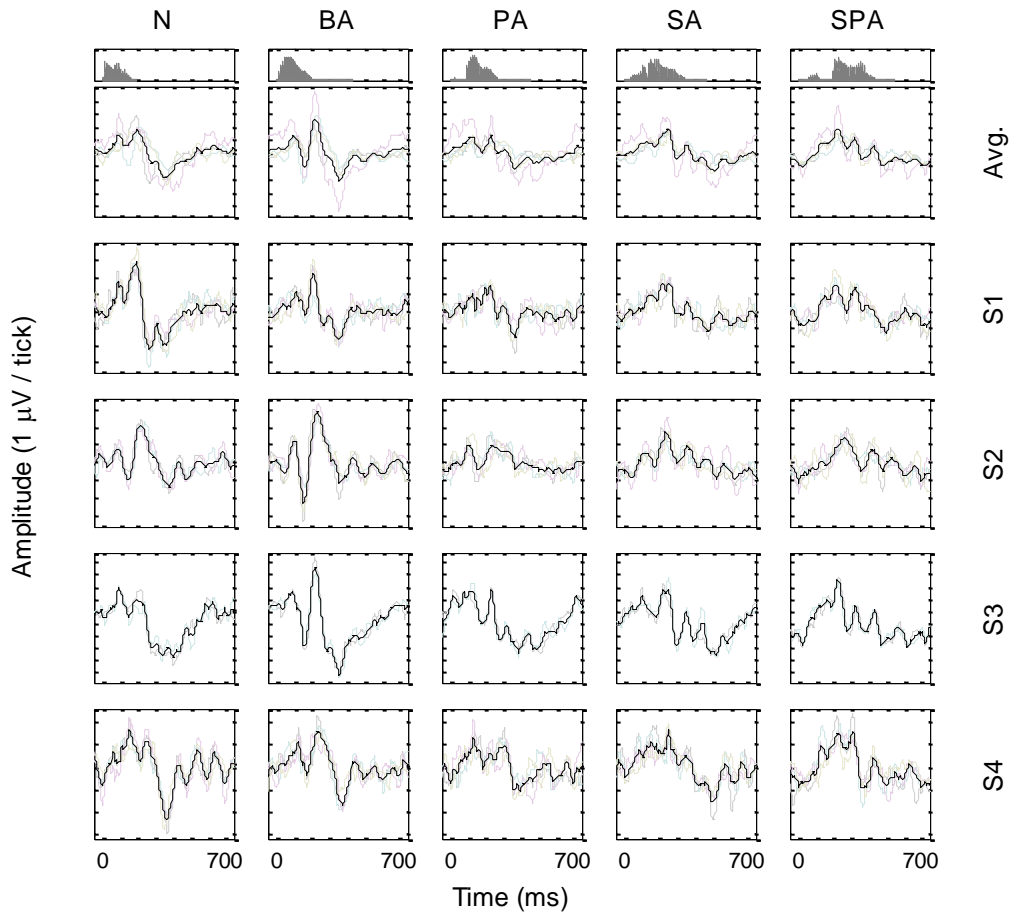 N BA PA SA SPA
Avg.
S1
S2
S3
S4
Amplitude (1 μV / tick)
0 700 0 700 0 700 0 700 0 700
Time (ms)